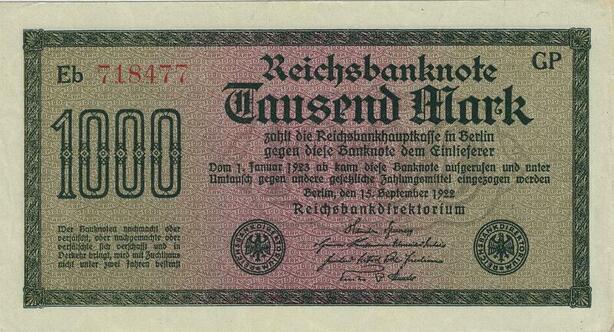 Eb 718477
GP
Reichsbanknote
Tausend Mark
1000
zahlt die Reichsbankhauptkasse in Berlin
gegen diese Banknote dem Einlieferer
Vom 1. Januar 1923 ab kann diese Banknote aufgerufen und unter
Umtausch gegen andere gesetzliche Zahlungsmittel eingezogen werden
Berlin, den 15. September 1922
Reichsbankdirektorium
Wer Banknoten nachmacht oder
verfälscht, oder nachgemachte oder
verfälschte sich verschafft und in
Verkehr bringt, wird mit Zuchthaus
nicht unter zwei Jahren bestraft
REICHSBANKDIREKTORIUM
REICHSBANKDIREKTORIUM